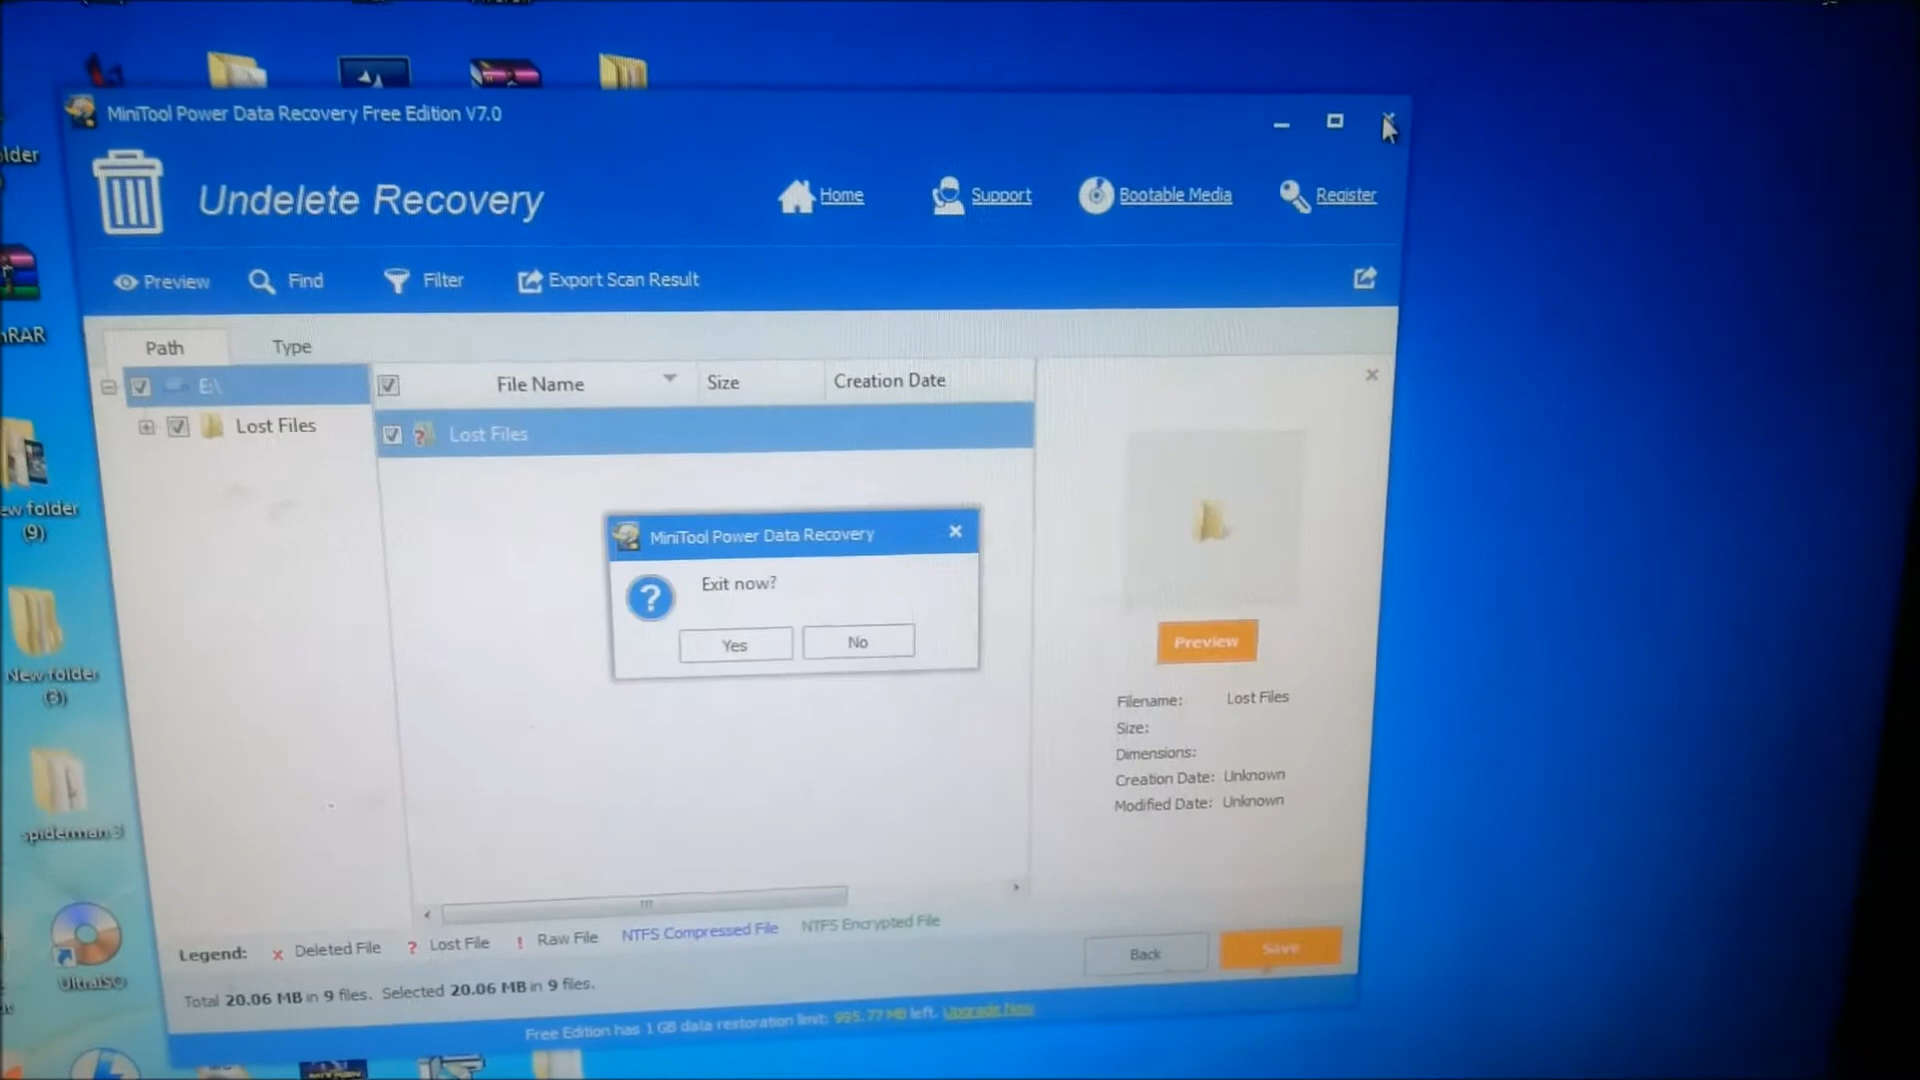 MiniTool Power Data Recovery Free Edition V7.0
Undelete Recovery
Home
Support
Bootable Media
Register
Preview
Find
Filter
Export Scan Result
Path
Type
File Name
Size
Creation Date
E:\
Lost Files
Lost Files
MiniTool Power Data Recovery
Exit now?
Yes
No
Preview
Filename: Lost Files
Size:
Dimensions:
Creation Date: Unknown
Modified Date: Unknown
Legend: x Deleted File ? Lost File ! Raw File NTFS Compressed File NTFS Encrypted File
Back
Save
Total 20.06 MB in 9 files. Selected 20.06 MB in 9 files.
Free Edition has 1 GB data restoration limit: 995.77 MB left. Upgrade Now
older
nRAR
ew folder
(9)
New folder
(3)
spiderman 3
UltraISO